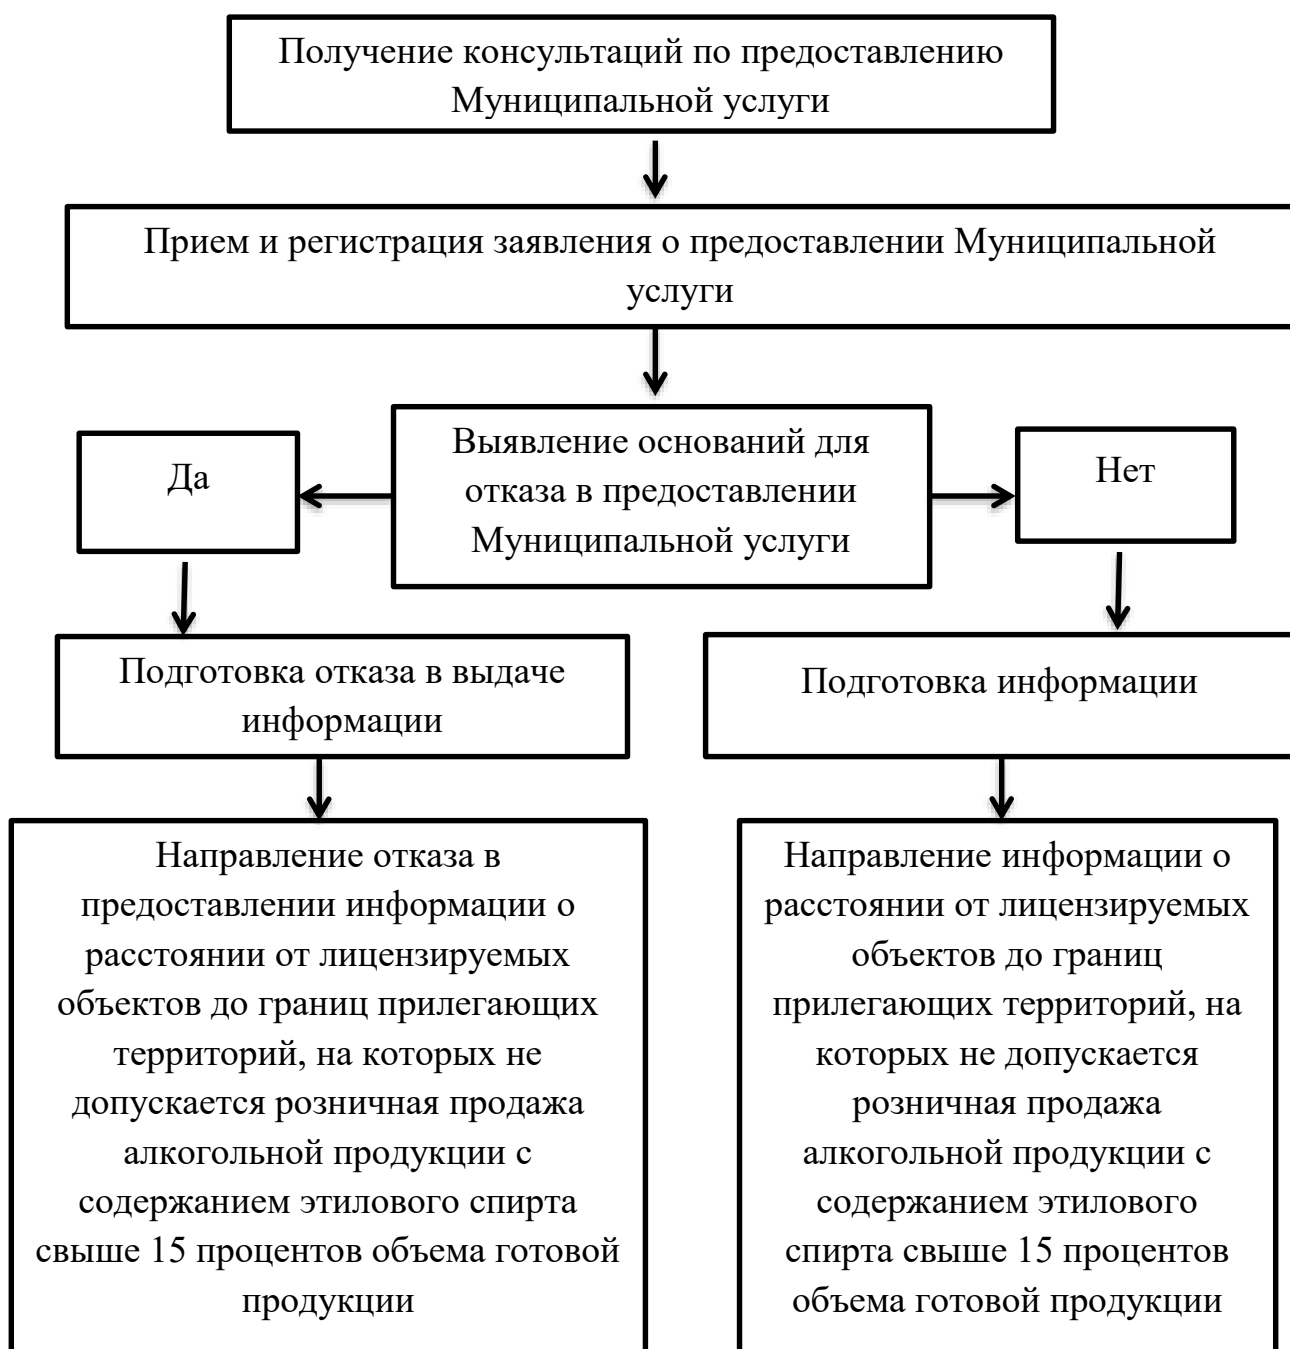 Получение консультаций по предоставлению
Муниципальной услуги
Прием и регистрация заявления о предоставлении Муниципальной
услуги
Да
Выявление оснований для
отказа в предоставлении
Муниципальной услуги
Нет
Подготовка отказа в выдаче
информации
Подготовка информации
Направление отказа в
предоставлении информации о
расстоянии от лицензируемых
объектов до границ прилегающих
территорий, на которых не
допускается розничная продажа
алкогольной продукции с
содержанием этилового спирта
свыше 15 процентов объема готовой
продукции
Направление информации о
расстоянии от лицензируемых
объектов до границ
прилегающих территорий, на
которых не допускается
розничная продажа
алкогольной продукции с
содержанием этилового
спирта свыше 15 процентов
объема готовой продукции